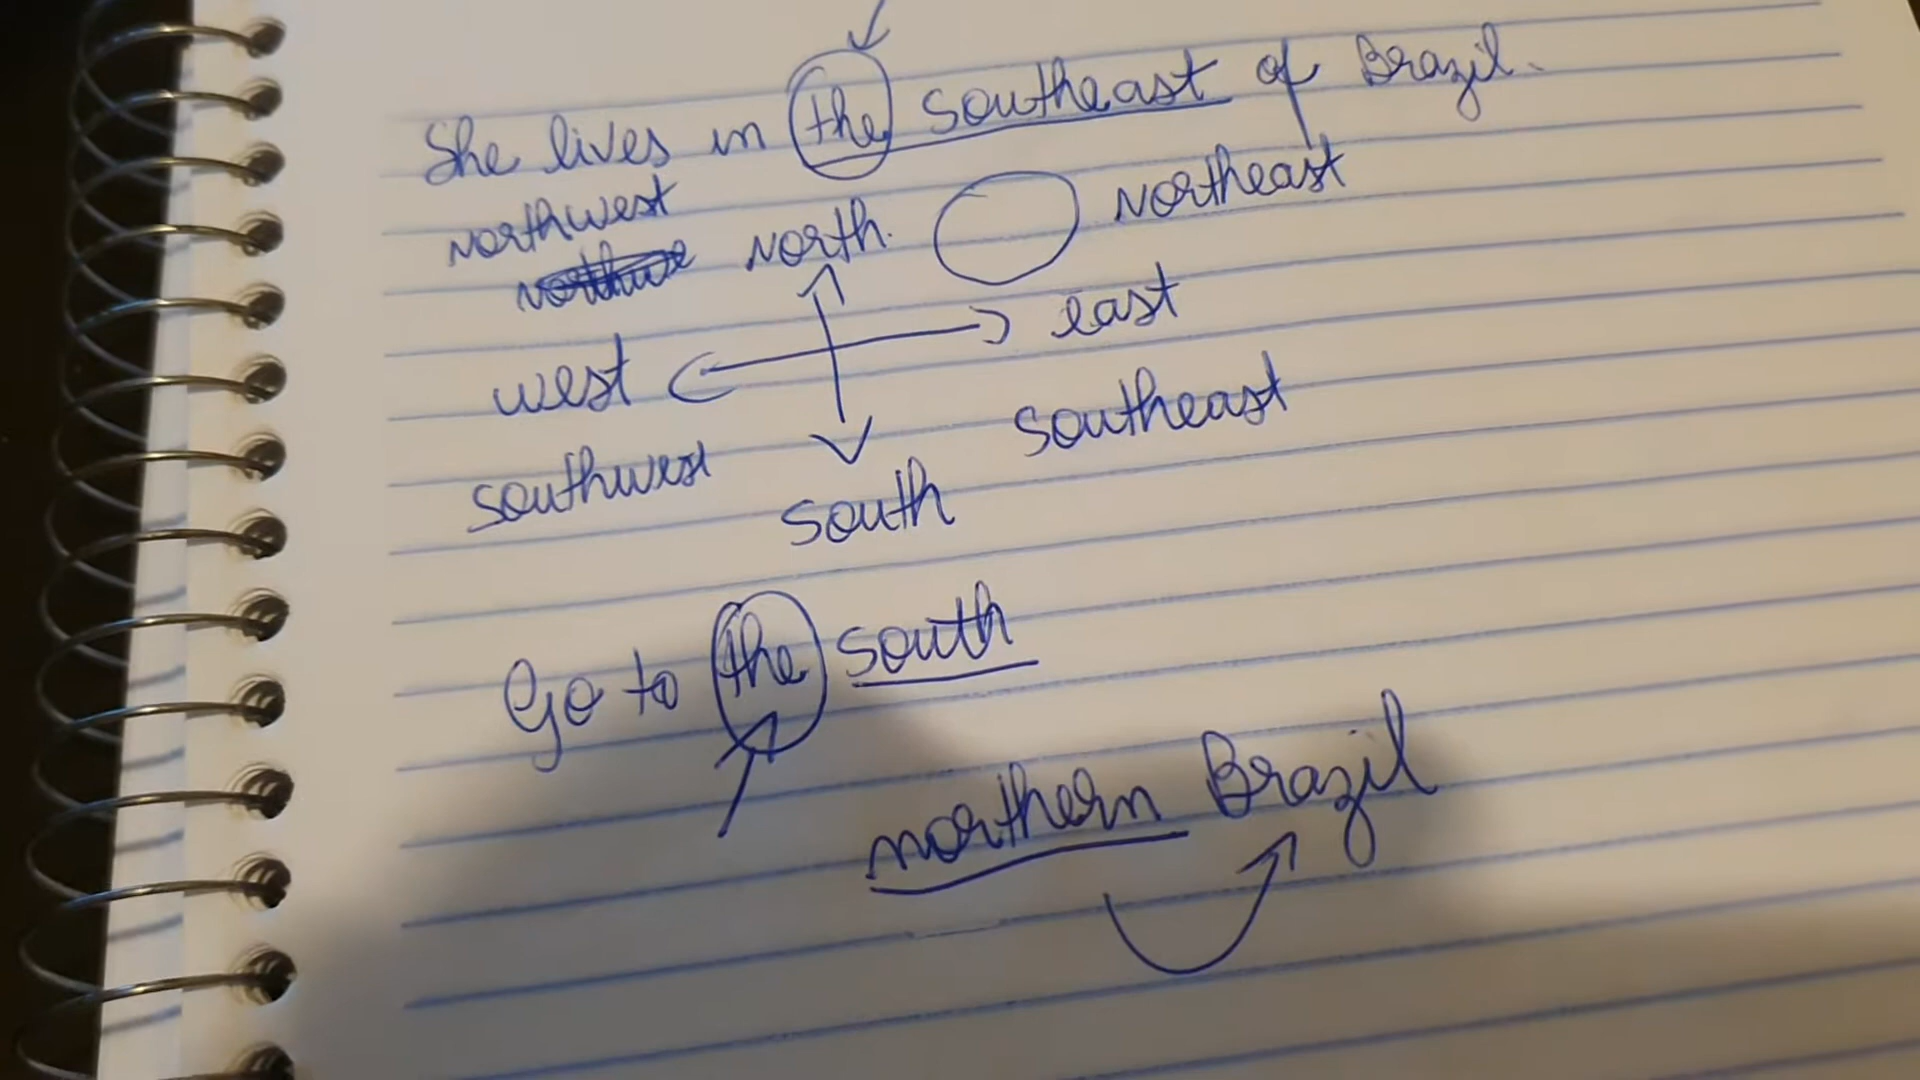 She lives in the southeast of Brazil.
northwest
north. northeast
west east
southwest southeast
south
Go to the south
northern Brazil